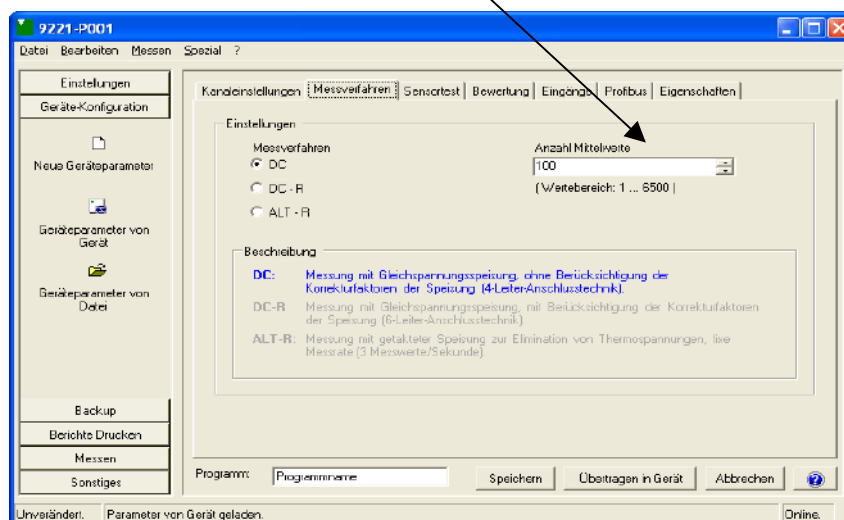 9221-P001
Datei Bearbeiten Messen Spezial ?
Einstellungen
Geräte-Konfiguration
Neue Geräteparameter
Geräteparameter von
Gerät
Geräteparameter von
Datei
Backup
Berichte Drucken
Messen
Sonstiges
Kanaleinstellungen Messverfahren Sensortest Bewertung Eingänge Profibus Eigenschaften
Einstellungen
Messverfahren
DC
DC - R
ALT - R
Anzahl Mittelwerte
100
( Wertebereich: 1 ... 6500 )
Beschreibung
DC: Messung mit Gleichspannungsspeisung, ohne Berücksichtigung der
Korrekturfaktoren der Speisung (4-Leiter-Anschlusstechnik).
DC-R Messung mit Gleichspannungsspeisung, mit Berücksichtigung der Korrekturfaktoren
der Speisung (6-Leiter-Anschlusstechnik)
ALT-R: Messung mit getakteter Speisung zur Elimination von Thermospannungen, fixe
Messrate (3 Messwerte/Sekunde).
Programm: Programmname Speichern Übertragen in Gerät Abbrechen
Unverändert. Parameter von Gerät geladen. Online.